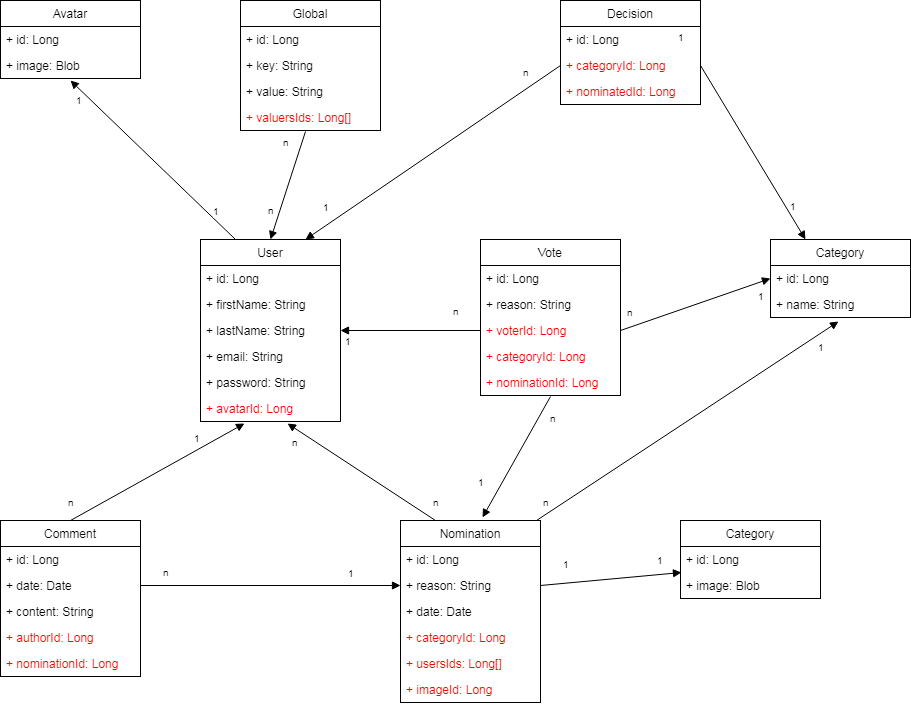 Avatar
+ id: Long
+ image: Blob
Global
+ id: Long
+ key: String
+ value: String
+ valuersIds: Long[]
Decision
+ id: Long
1
+ categoryId: Long
+ nominatedId: Long
1
n
n
1
n
1
1
User
+ id: Long
+ firstName: String
+ lastName: String
+ email: String
+ password: String
+ avatarId: Long
Vote
+ id: Long
+ reason: String
+ voterId: Long
+ categoryId: Long
+ nominationId: Long
Category
+ id: Long
+ name: String
n
1
n
1
1
n
1
1
n
n
n
n
1
Comment
+ id: Long
+ date: Date
+ content: String
+ authorId: Long
+ nominationId: Long
n
1
Nomination
+ id: Long
+ reason: String
+ date: Date
+ categoryId: Long
+ usersIds: Long[]
+ imageId: Long
1
1
Category
+ id: Long
+ image: Blob